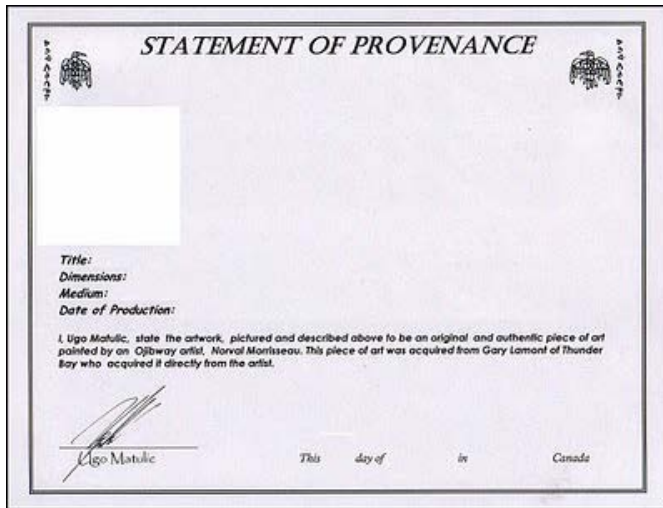 STATEMENT OF PROVENANCE
Title:
Dimensions:
Medium:
Date of Production:
I, Ugo Matulic, state the artwork, pictured and described above to be an original and authentic piece of art
painted by an Ojibway artist, Norval Morrisseau. This piece of art was acquired from Gary Lamont of Thunder
Bay who acquired it directly from the artist.
Ugo Matulic
This day of in Canada